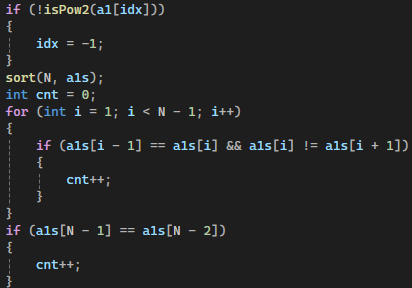 if (!isPow2(a1[idx]))
{
idx = -1;
}
sort(N, a1s);
int cnt = 0;
for (int i = 1; i < N - 1; i++)
{
if (a1s[i - 1] == a1s[i] && a1s[i] != a1s[i + 1])
{
cnt++;
}
}
if (a1s[N - 1] == a1s[N - 2])
{
cnt++;
}